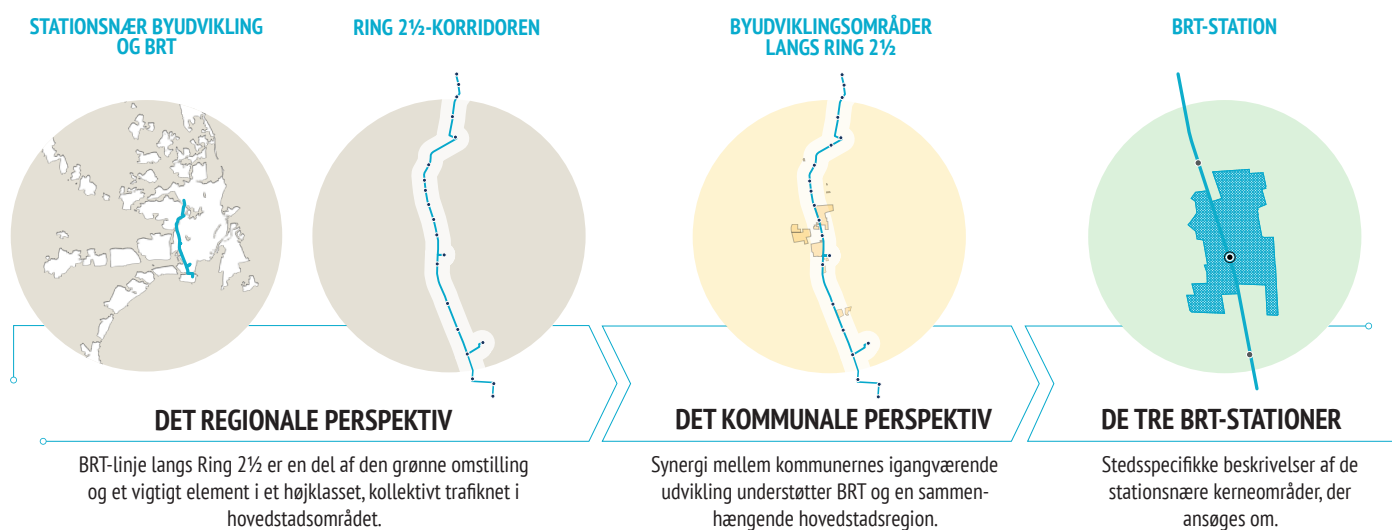 STATIONSNÆR BYUDVIKLING
OG BRT
RING 2½-KORRIDOREN
BYUDVIKLINGSOMRÅDER
LANGS RING 2½
BRT-STATION
DET REGIONALE PERSPEKTIV
BRT-linje langs Ring 2½ er en del af den grønne omstilling
og et vigtigt element i et højklasset, kollektivt trafiknet i
hovedstadsområdet.
DET KOMMUNALE PERSPEKTIV
Synergi mellem kommunernes igangværende
udvikling understøtter BRT og en sammen-
hængende hovedstadsregion.
DE TRE BRT-STATIONER
Stedsspecifikke beskrivelser af de
stationsnære kerneområder, der
ansøges om.